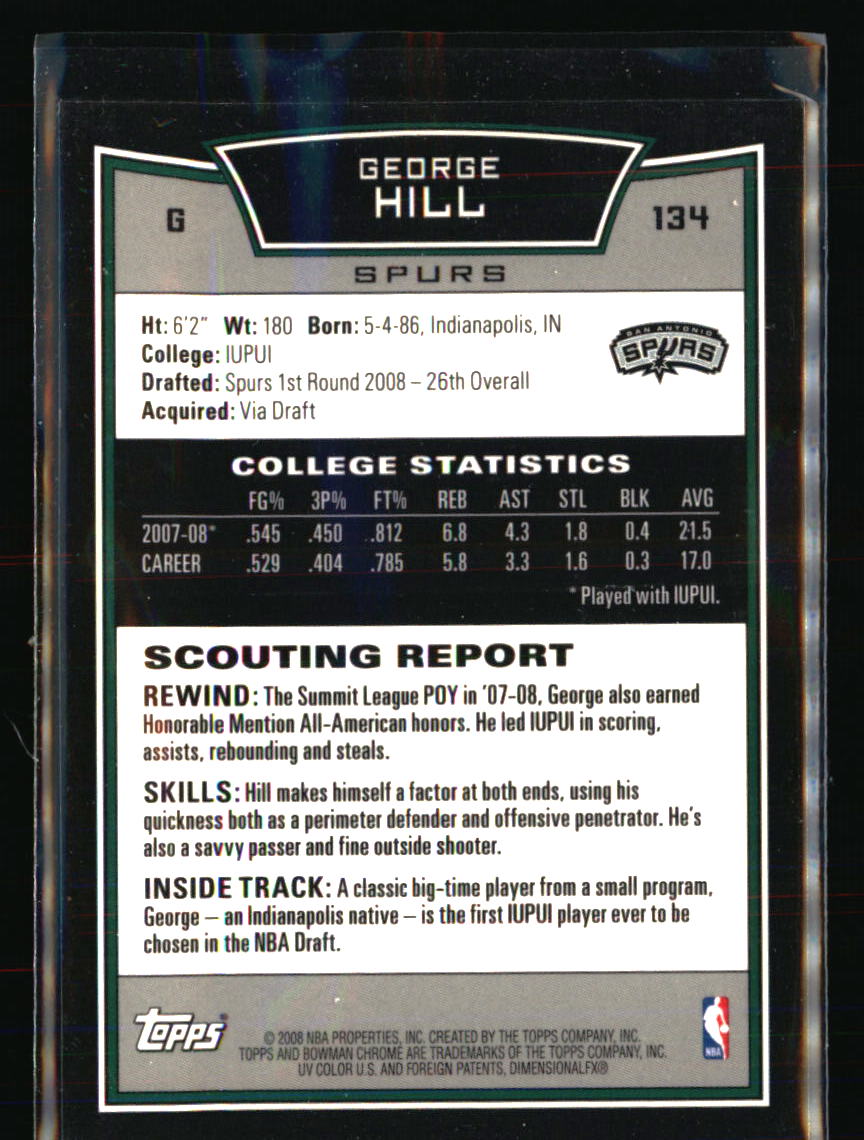 GEORGE
HILL
G
134
SPURS
Ht: 6'2" Wt: 180 Born: 5-4-86, Indianapolis, IN
College: IUPUI
Drafted: Spurs 1st Round 2008 – 26th Overall
Acquired: Via Draft
SAN ANTONIO
SPURS
COLLEGE STATISTICS
FG% 3P% FT% REB AST STL BLK AVG
2007-08* .545 .450 .812 6.8 4.3 1.8 0.4 21.5
CAREER .529 .404 .785 5.8 3.3 1.6 0.3 17.0
* Played with IUPUI.
SCOUTING REPORT
REWIND: The Summit League POY in '07-08, George also earned
Honorable Mention All-American honors. He led IUPUI in scoring,
assists, rebounding and steals.
SKILLS: Hill makes himself a factor at both ends, using his
quickness both as a perimeter defender and offensive penetrator. He's
also a savvy passer and fine outside shooter.
INSIDE TRACK: A classic big-time player from a small program,
George – an Indianapolis native – is the first IUPUI player ever to be
chosen in the NBA Draft.
Topps®
© 2008 NBA PROPERTIES, INC. CREATED BY THE TOPPS COMPANY, INC.
TOPPS AND BOWMAN CHROME ARE TRADEMARKS OF THE TOPPS COMPANY, INC.
UV COLOR U.S. AND FOREIGN PATENTS, DIMENSIONALFX®
NBA